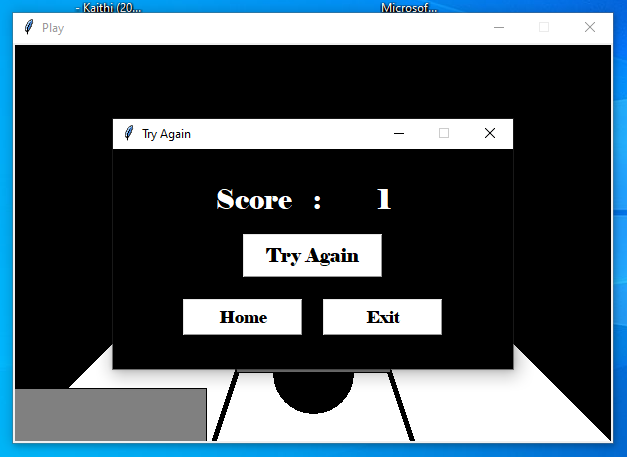 - Kaithi (20... Microsof...
Play
Try Again
Score : 1
Try Again
Home Exit